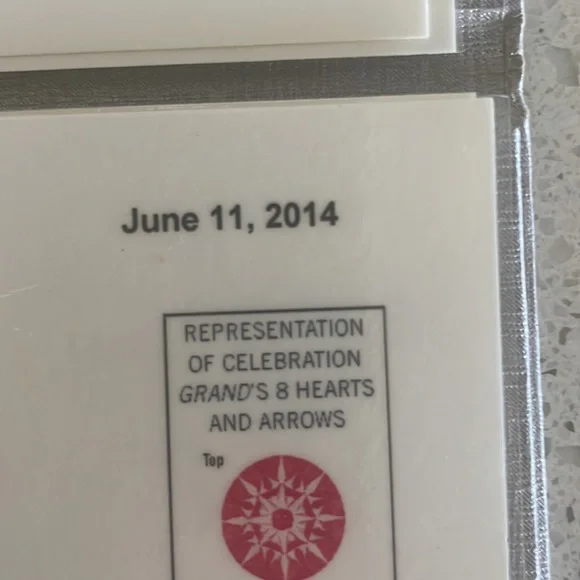 June 11, 2014
REPRESENTATION
OF CELEBRATION
GRAND'S 8 HEARTS
AND ARROWS
Top